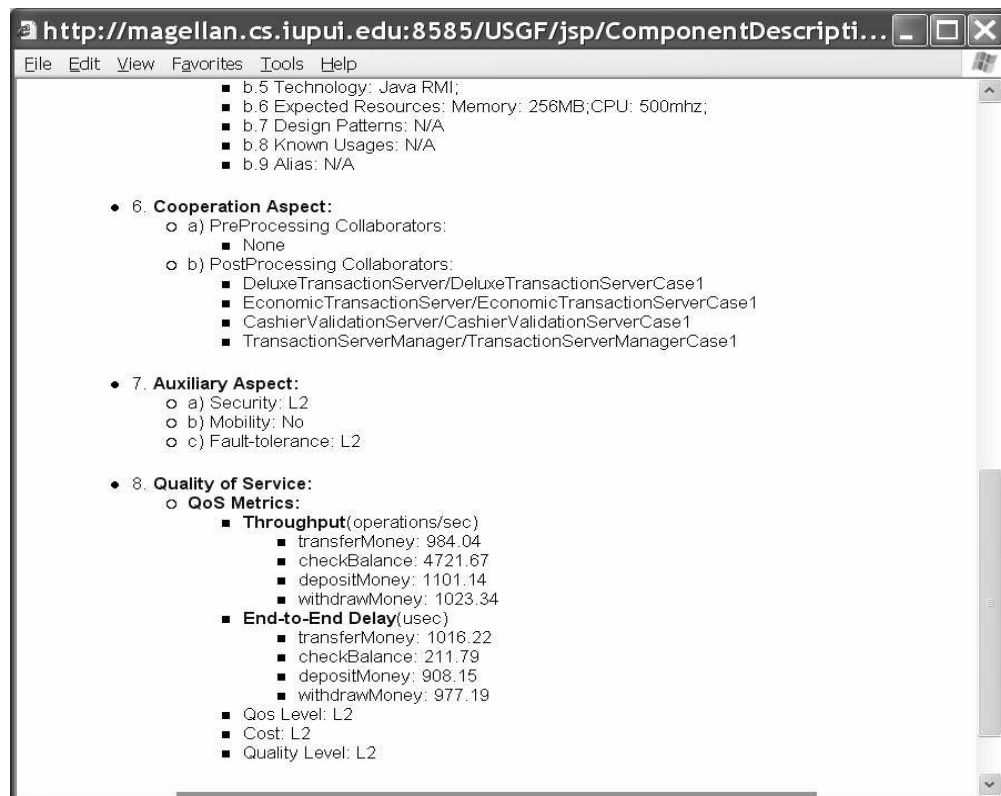 http://magellan.cs.iupui.edu:8585/USGF/jsp/ComponentDescripti...
File Edit View Favorites Tools Help
b.5 Technology: Java RMI;
b.6 Expected Resources: Memory: 256MB;CPU: 500mhz;
b.7 Design Patterns: N/A
b.8 Known Usages: N/A
b.9 Alias: N/A
6. Cooperation Aspect:
a) PreProcessing Collaborators:
None
b) PostProcessing Collaborators:
DeluxeTransactionServer/DeluxeTransactionServerCase1
EconomicTransactionServer/EconomicTransactionServerCase1
CashierValidationServer/CashierValidationServerCase1
TransactionServerManager/TransactionServerManagerCase1
7. Auxiliary Aspect:
a) Security: L2
b) Mobility: No
c) Fault-tolerance: L2
8. Quality of Service:
QoS Metrics:
Throughput(operations/sec)
transferMoney: 984.04
checkBalance: 4721.67
depositMoney: 1101.14
withdrawMoney: 1023.34
End-to-End Delay(usec)
transferMoney: 1016.22
checkBalance: 211.79
depositMoney: 908.15
withdrawMoney: 977.19
Qos Level: L2
Cost: L2
Quality Level: L2